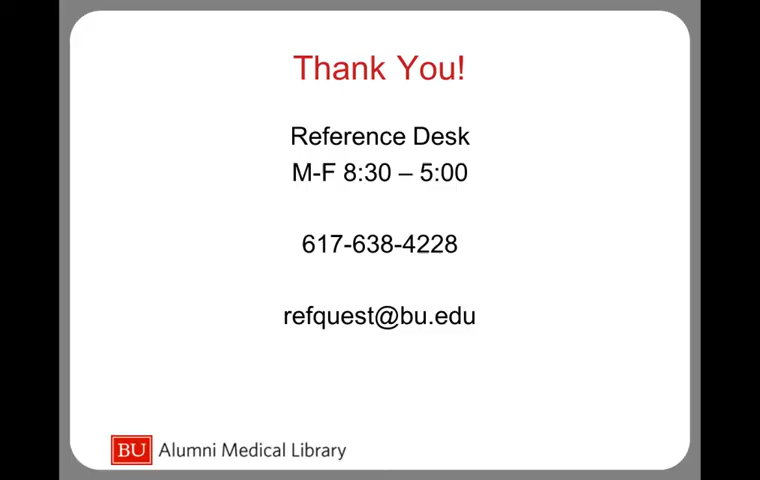 Thank You!
Reference Desk
M-F 8:30 – 5:00
617-638-4228
refquest@bu.edu
BU Alumni Medical Library